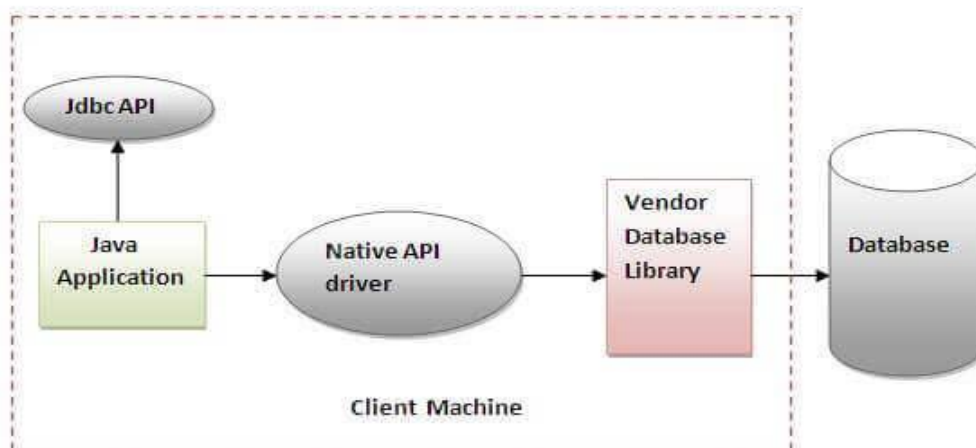 Jdbc API
Java
Application
Native API
driver
Vendor
Database
Library
Database
Client Machine